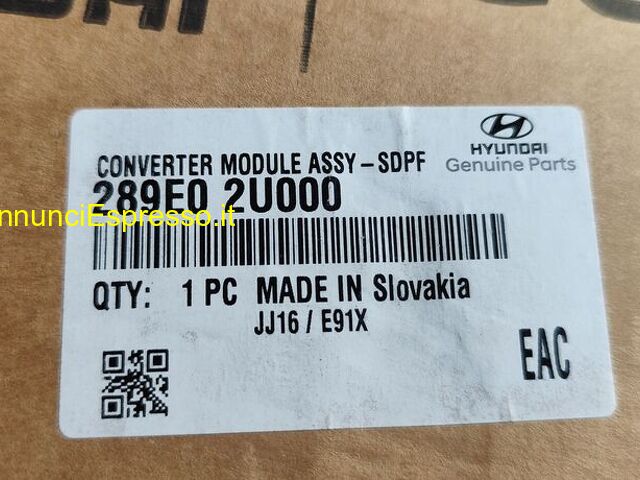 HYUNDAI
Genuine Parts
CONVERTER MODULE ASSY-SDPF
289E0 2U000
nnunciEspresso.it
QTY: 1 PC MADE IN Slovakia
JJ16 / E91X
EAC